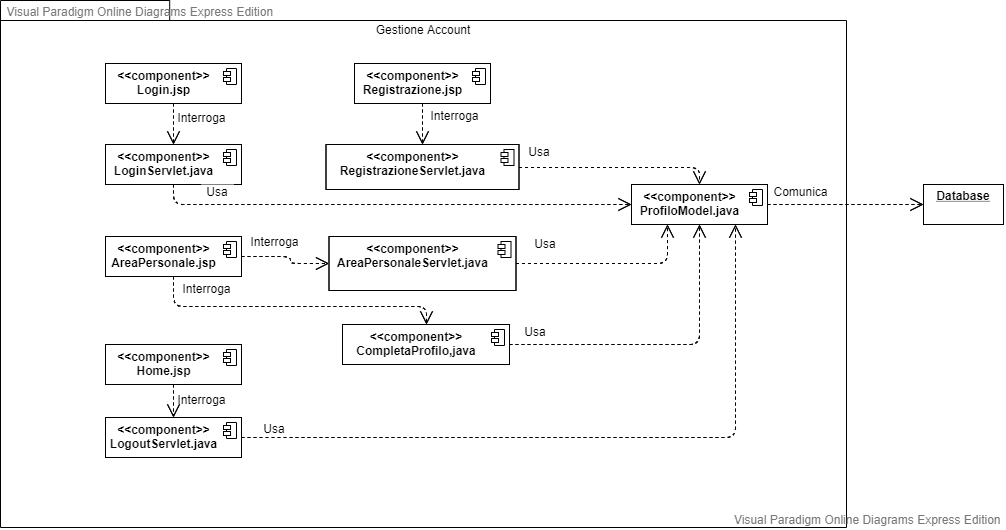 Visual Paradigm Online Diagrams Express Edition
Gestione Account
<<component>>
Login.jsp
<<component>>
Registrazione.jsp
Interroga
Interroga
<<component>>
LoginServlet.java
<<component>>
RegistrazioneServlet.java
Usa
Usa
<<component>>
ProfiloModel.java
Comunica
Database
<<component>>
AreaPersonale.jsp
Interroga
<<component>>
AreaPersonaleServlet.java
Usa
Interroga
<<component>>
CompletaProfilo,java
Usa
<<component>>
Home.jsp
Interroga
<<component>>
LogoutServlet.java
Usa
Visual Paradigm Online Diagrams Express Edition